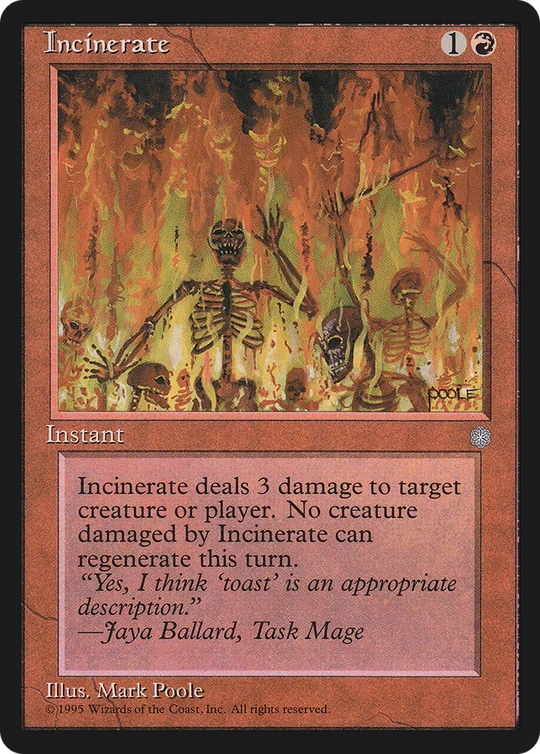 Incinerate 1
POOLE
Instant
Incinerate deals 3 damage to target
creature or player. No creature
damaged by Incinerate can
regenerate this turn.
“Yes, I think ‘toast’ is an appropriate
description.”
—Jaya Ballard, Task Mage
Illus. Mark Poole
©1995 Wizards of the Coast, Inc. All rights reserved.